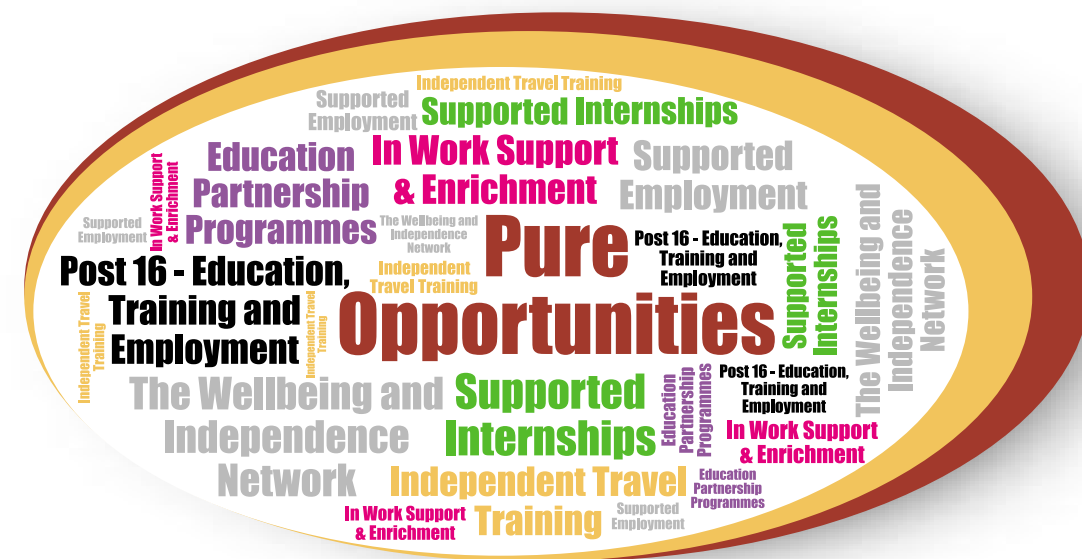 Independent Travel Training
Supported
Employment
Supported Internships
In Work Support
& Enrichment
Education
Partnership
Programmes
In Work Support
& Enrichment
Supported
Employment
Supported
Employment
The Wellbeing and
Independence
Network
Pure
Opportunities
Post 16 - Education,
Training and
Employment
Post 16 - Education,
Training and
Employment
Independent
Travel Training
Independent Travel
Training
Independent Travel
Training
Supported
Internships
The Wellbeing and
Independence
Network
The Wellbeing and
Independence
Network
Supported
Internships
Education
Partnership
Programmes
Post 16 - Education,
Training and
Employment
In Work Support
& Enrichment
Independent Travel
Training
Education
Partnership
Programmes
In Work Support
& Enrichment
Supported
Employment